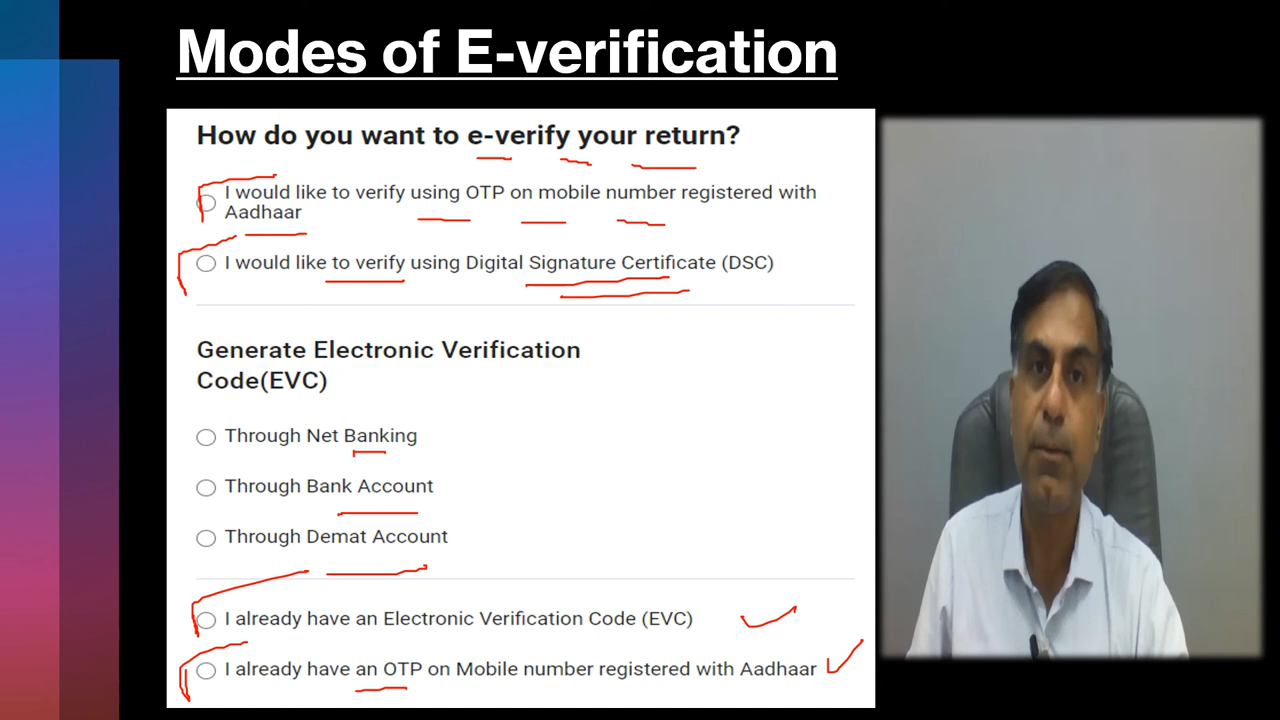 Modes of E-verification
How do you want to e-verify your return?
I would like to verify using OTP on mobile number registered with
Aadhaar
I would like to verify using Digital Signature Certificate (DSC)
Generate Electronic Verification
Code(EVC)
Through Net Banking
Through Bank Account
Through Demat Account
I already have an Electronic Verification Code (EVC)
I already have an OTP on Mobile number registered with Aadhaar